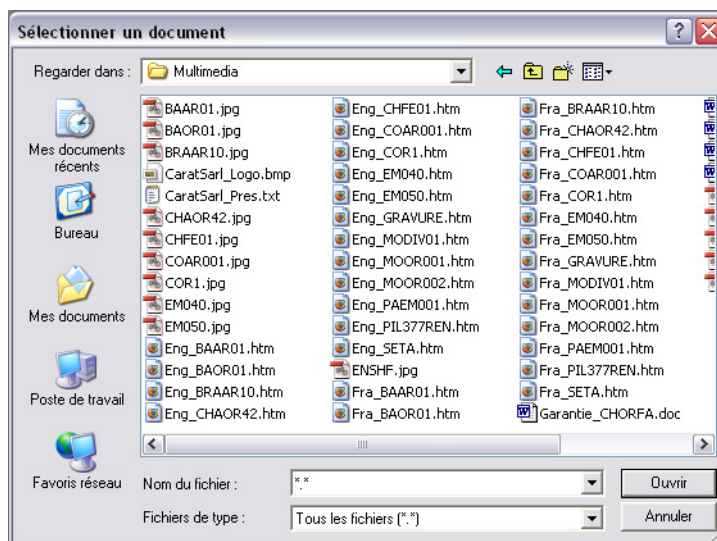 Sélectionner un document
Regarder dans :
Multimedia
Mes documents
récents
Bureau
Mes documents
Poste de travail
Favoris réseau
BAAR01.jpg
BAOR01.jpg
BRAAR10.jpg
CaratSarl_Logo.bmp
CaratSarl_Pres.txt
CHAOR42.jpg
CHFE01.jpg
COAR001.jpg
COR1.jpg
EM040.jpg
EM050.jpg
Eng_BAAR01.htm
Eng_BAOR01.htm
Eng_BRAAR10.htm
Eng_CHAOR42.htm
Eng_CHFE01.htm
Eng_COAR001.htm
Eng_COR1.htm
Eng_EM040.htm
Eng_EM050.htm
Eng_GRAVURE.htm
Eng_MODIV01.htm
Eng_MOOR001.htm
Eng_MOOR002.htm
Eng_PAEM001.htm
Eng_PIL377REN.htm
Eng_SETA.htm
ENSHF.jpg
Fra_BAAR01.htm
Fra_BAOR01.htm
Fra_BRAAR10.htm
Fra_CHAOR42.htm
Fra_CHFE01.htm
Fra_COAR001.htm
Fra_COR1.htm
Fra_EM040.htm
Fra_EM050.htm
Fra_GRAVURE.htm
Fra_MODIV01.htm
Fra_MOOR001.htm
Fra_MOOR002.htm
Fra_PAEM001.htm
Fra_PIL377REN.htm
Fra_SETA.htm
Garantie_CHORFA.doc
Nom du fichier :
*.*
Ouvrir
Fichiers de type :
Tous les fichiers (*.*)
Annuler